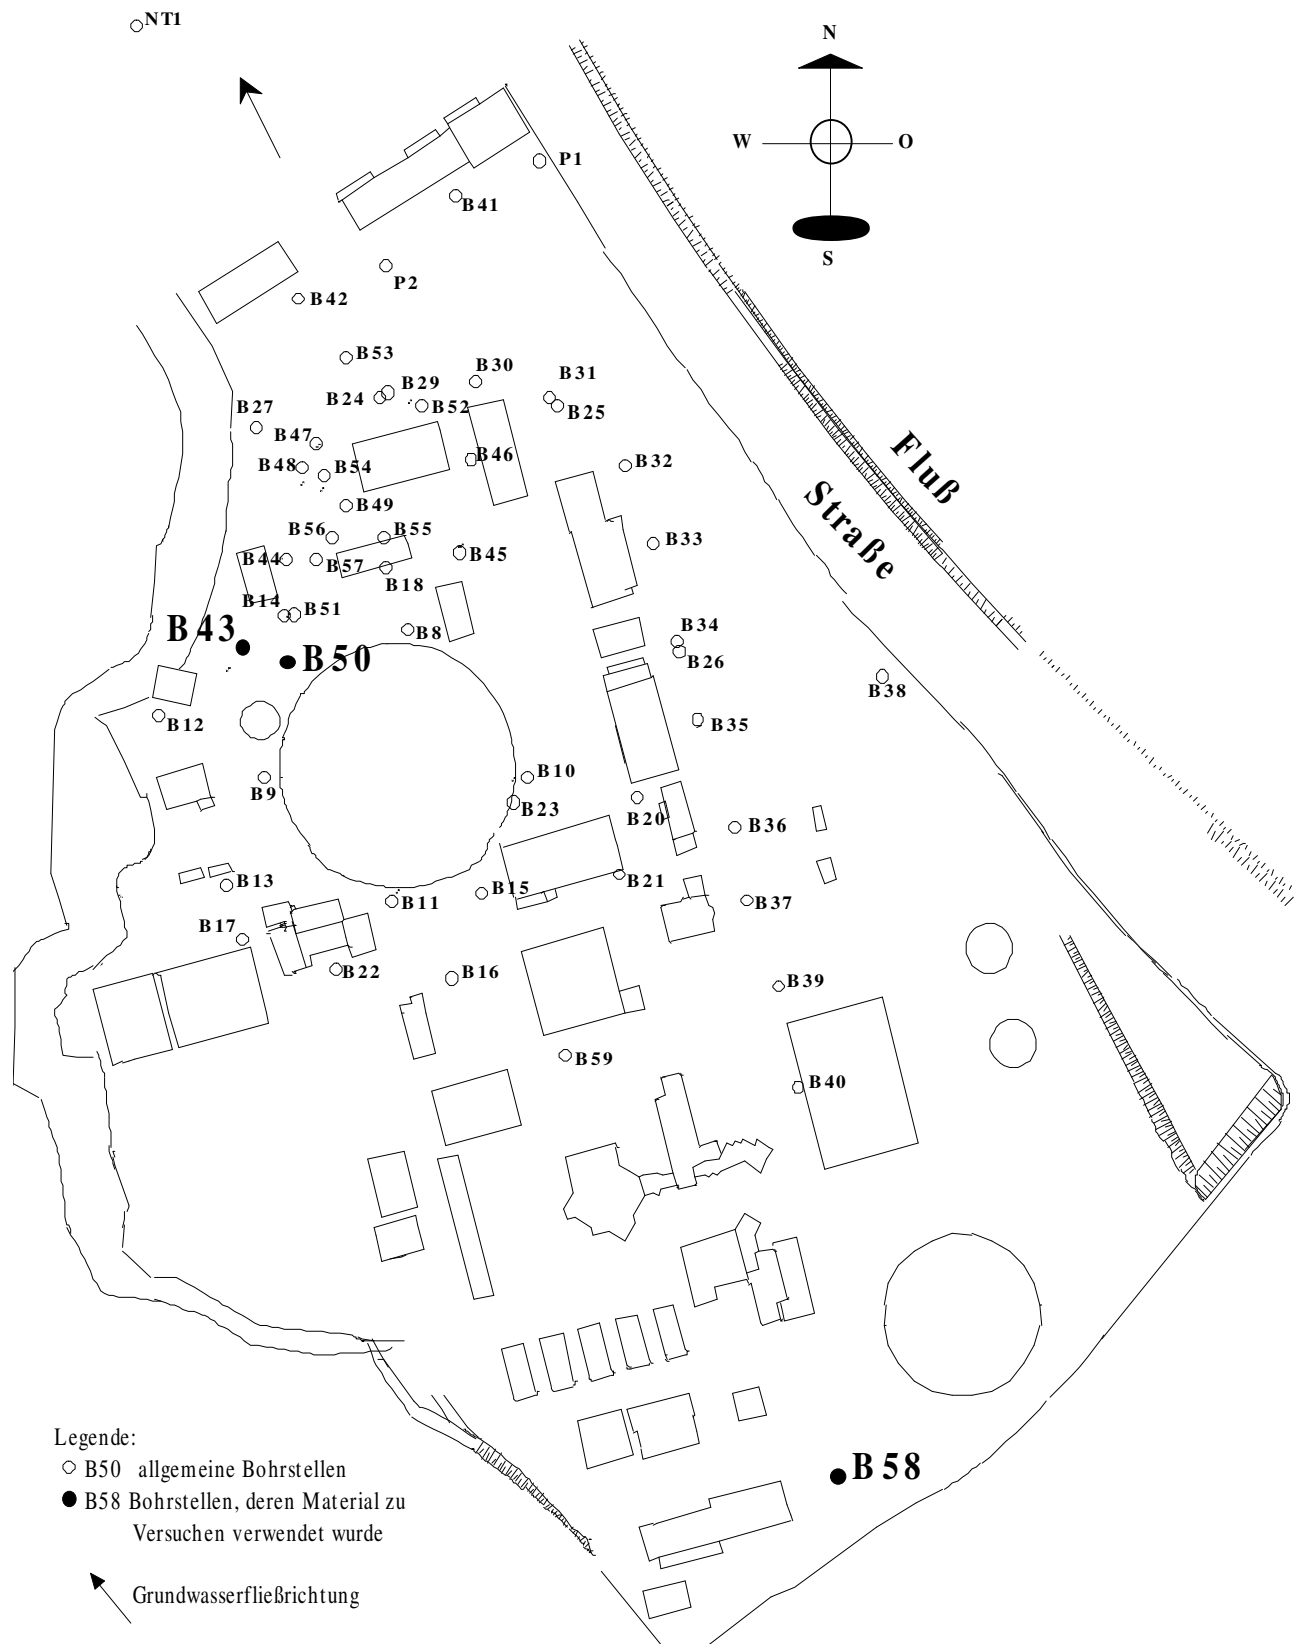 NT1
N
W
O
S
P1
B41
P2
B42
B53
B30
B29
B31
B24
B52
B25
B27
B47
B46
B48
B54
B32
Fluß
Straße
B49
B56
B55
B33
B44
B57
B45
B18
B14
B51
B43
B8
B34
B50
B26
B38
B12
B35
B10
B9
B23
B20
B36
B13
B21
B15
B11
B37
B17
B22
B16
B39
B59
B40
B58
Legende:
B50 allgemeine Bohrstellen
B58 Bohrstellen, deren Material zu
Versuchen verwendet wurde
Grundwasserfließrichtung